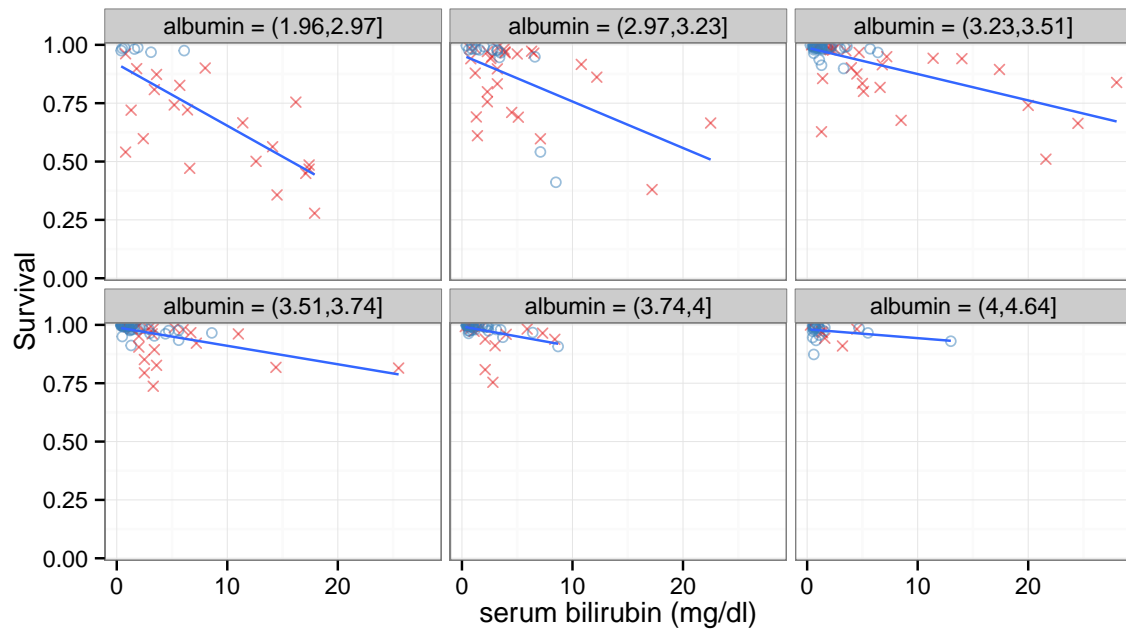 albumin = (1.96,2.97] albumin = (2.97,3.23] albumin = (3.23,3.51]
1.00
0.75
0.50
0.25
0.00
albumin = (3.51,3.74] albumin = (3.74,4] albumin = (4,4.64]
1.00
0.75
0.50
0.25
0.00
Survival
0 10 20 0 10 20 0 10 20
serum bilirubin (mg/dl)